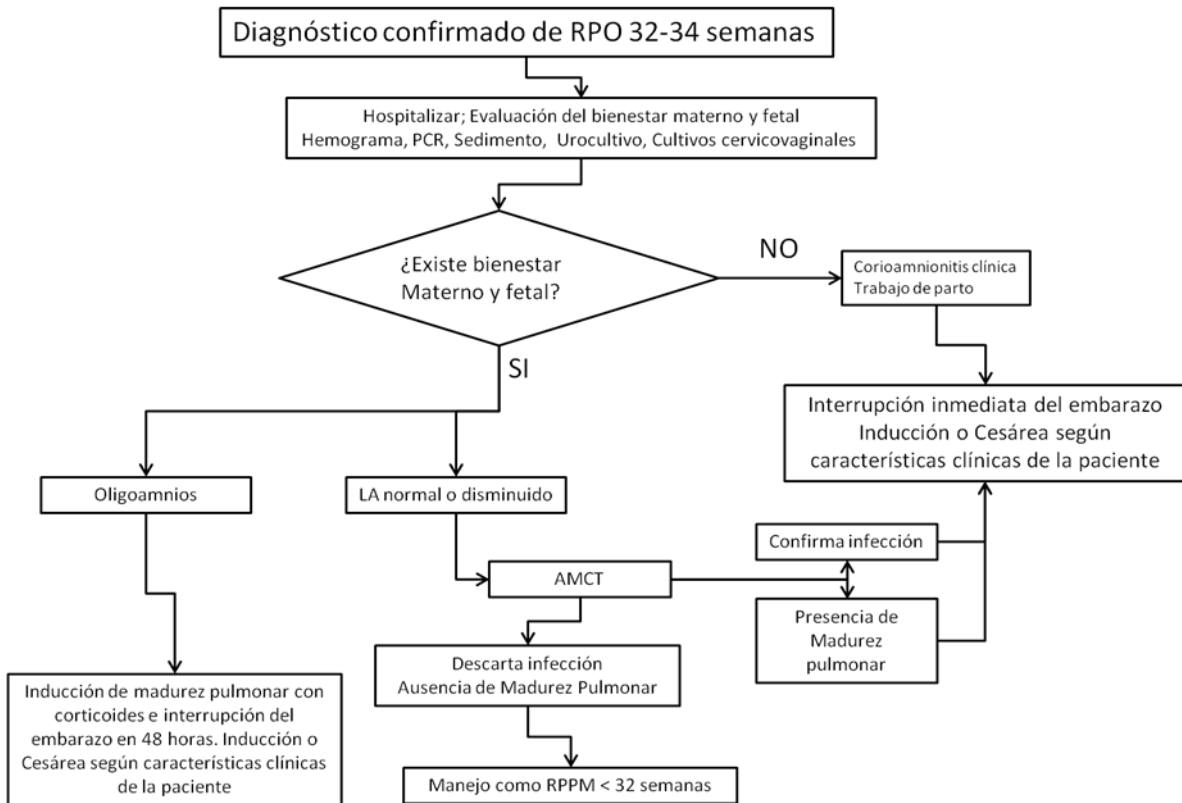 Diagnóstico confirmado de RPO 32-34 semanas
Hospitalizar; Evaluación del bienestar materno y fetal
Hemograma, PCR, Sedimento, Urocultivo, Cultivos cervicovaginales
¿Existe bienestar
Materno y fetal?
NO
Corioamnionitis clínica
Trabajo de parto
SI
Interrupción inmediata del embarazo
Inducción o Cesárea según
características clínicas de la paciente
Oligoamnios
LA normal o disminuido
Confirma infección
AMCT
Presencia de
Madurez
pulmonar
Descarta infección
Ausencia de Madurez Pulmonar
Inducción de madurez pulmonar con
corticoides e interrupción del
embarazo en 48 horas. Inducción o
Cesárea según características clínicas
de la paciente
Manejo como RPPM < 32 semanas